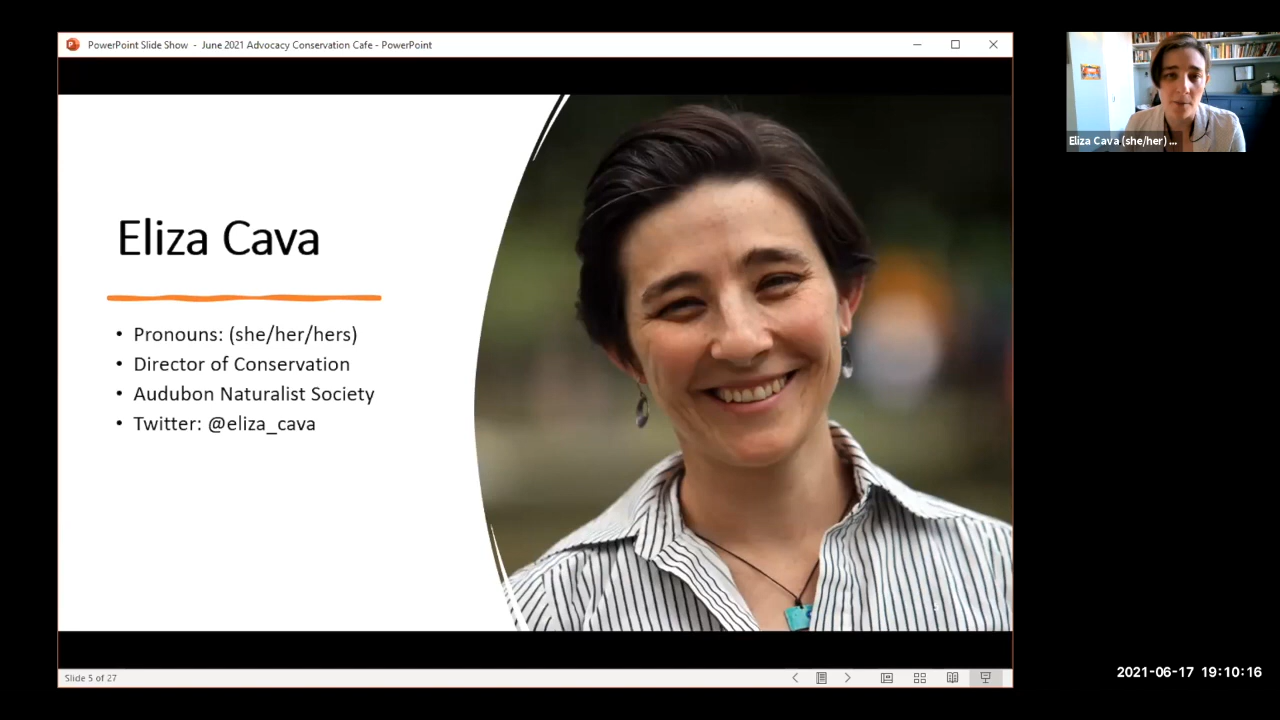 PowerPoint Slide Show - June 2021 Advocacy Conservation Cafe - PowerPoint
Eliza Cava (she/her) ...
Eliza Cava
• Pronouns: (she/her/hers)
• Director of Conservation
• Audubon Naturalist Society
• Twitter: @eliza_cava
2021-06-17 19:10:16
Slide 5 of 27